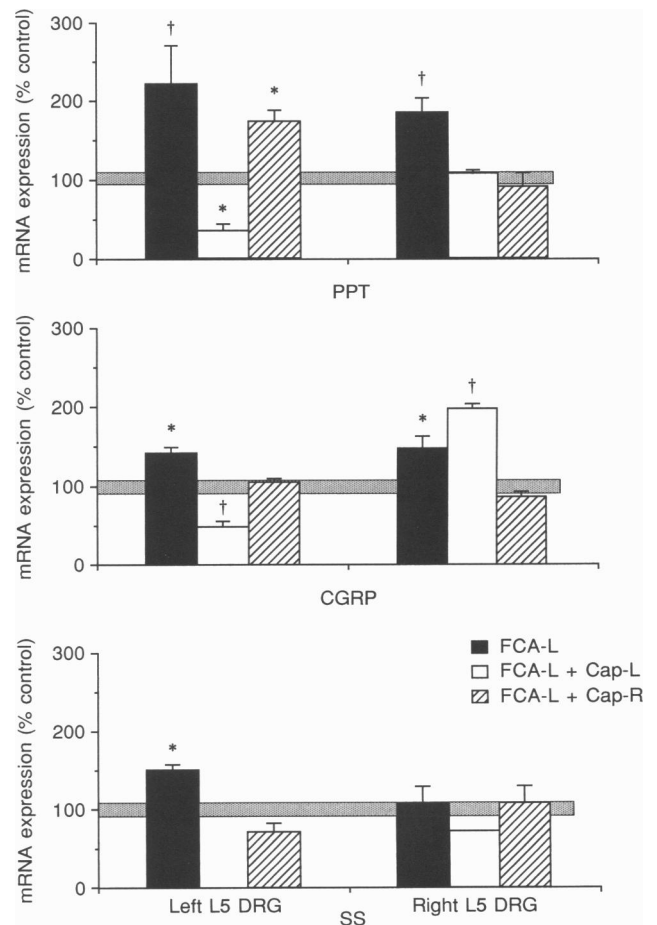 mRNA expression (% control)
300
200
100
0
†
*
*
†
PPT
mRNA expression (% control)
300
200
100
0
*
†
*
†
CGRP
mRNA expression (% control)
300
200
100
0
*
FCA-L
FCA-L + Cap-L
FCA-L + Cap-R
Left L5 DRG
Right L5 DRG
SS